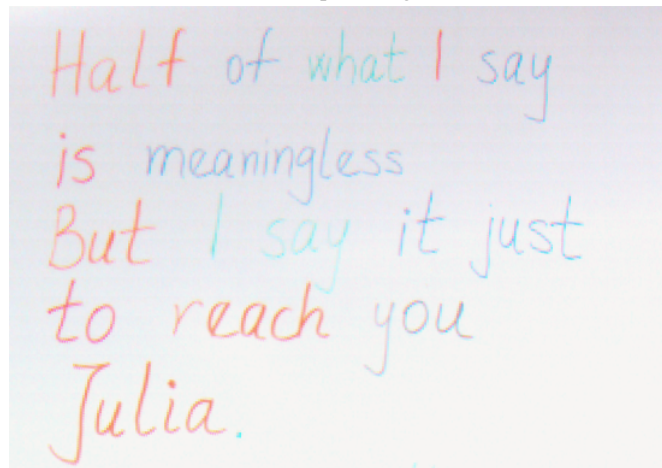 Half of what I say
is meaningless
But I say it just
to reach you
Julia.